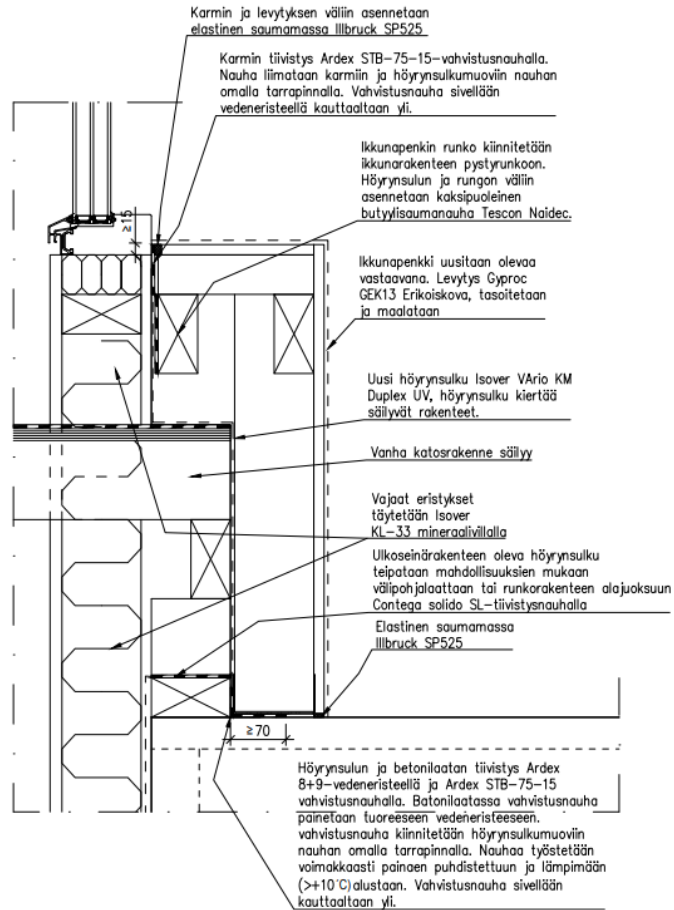 Karmin ja levytyksen väliin asennetaan
elastinen saumamassa Illbruck SP525
Karmin tiivistys Ardex STB-75-15-vahvistusnauhalla.
Nauha liimataan karmiin ja höyrynsulkumuoviin nauhan
omalla tarrapinnalla. Vahvistusnauha sivellään
vedeneristeellä kauttaaltaan yli.
Ikkunapenkin runko kiinnitetään
ikkunarakenteen pystyrunkoon.
Höyrynsulun ja rungon väliin
asennetaan kaksipuoleinen
butyylisaumanauha Tescon Naidec.
≥15
Ikkunapenkki uusitaan olevaa
vastaavana. Levytys Gyproc
GEK13 Erikoiskova, tasoitetaan
ja maalataan
Uusi höyrynsulku Isover VArio KM
Duplex UV, höyrynsulku kiertää
säilyvät rakenteet.
Vanha katosrakenne säilyy
Vajaat eristykset
täytetään Isover
KL-33 mineraalivillalla
Ulkoseinärakenteen oleva höyrynsulku
teipataan mahdollisuuksien mukaan
välipohjalaattaan tai runkorakenteen alajuoksuun
Contega solido SL-tiivistysnauhalla
Elastinen saumamassa
Illbruck SP525
≥70
Höyrynsulun ja betonilaatan tiivistys Ardex
8+9-vedeneristeellä ja Ardex STB-75-15
vahvistusnauhalla. Batonilaatassa vahvistusnauha
painetaan tuoreeseen vedeneristeeseen.
vahvistusnauha kiinnitetään höyrynsulkumuoviin
nauhan omalla tarrapinnalla. Nauhaa työstetään
voimakkaasti painaen puhdistettuun ja lämpimään
(>+10°C) alustaan. Vahvistusnauha sivellään
kauttaaltaan yli.